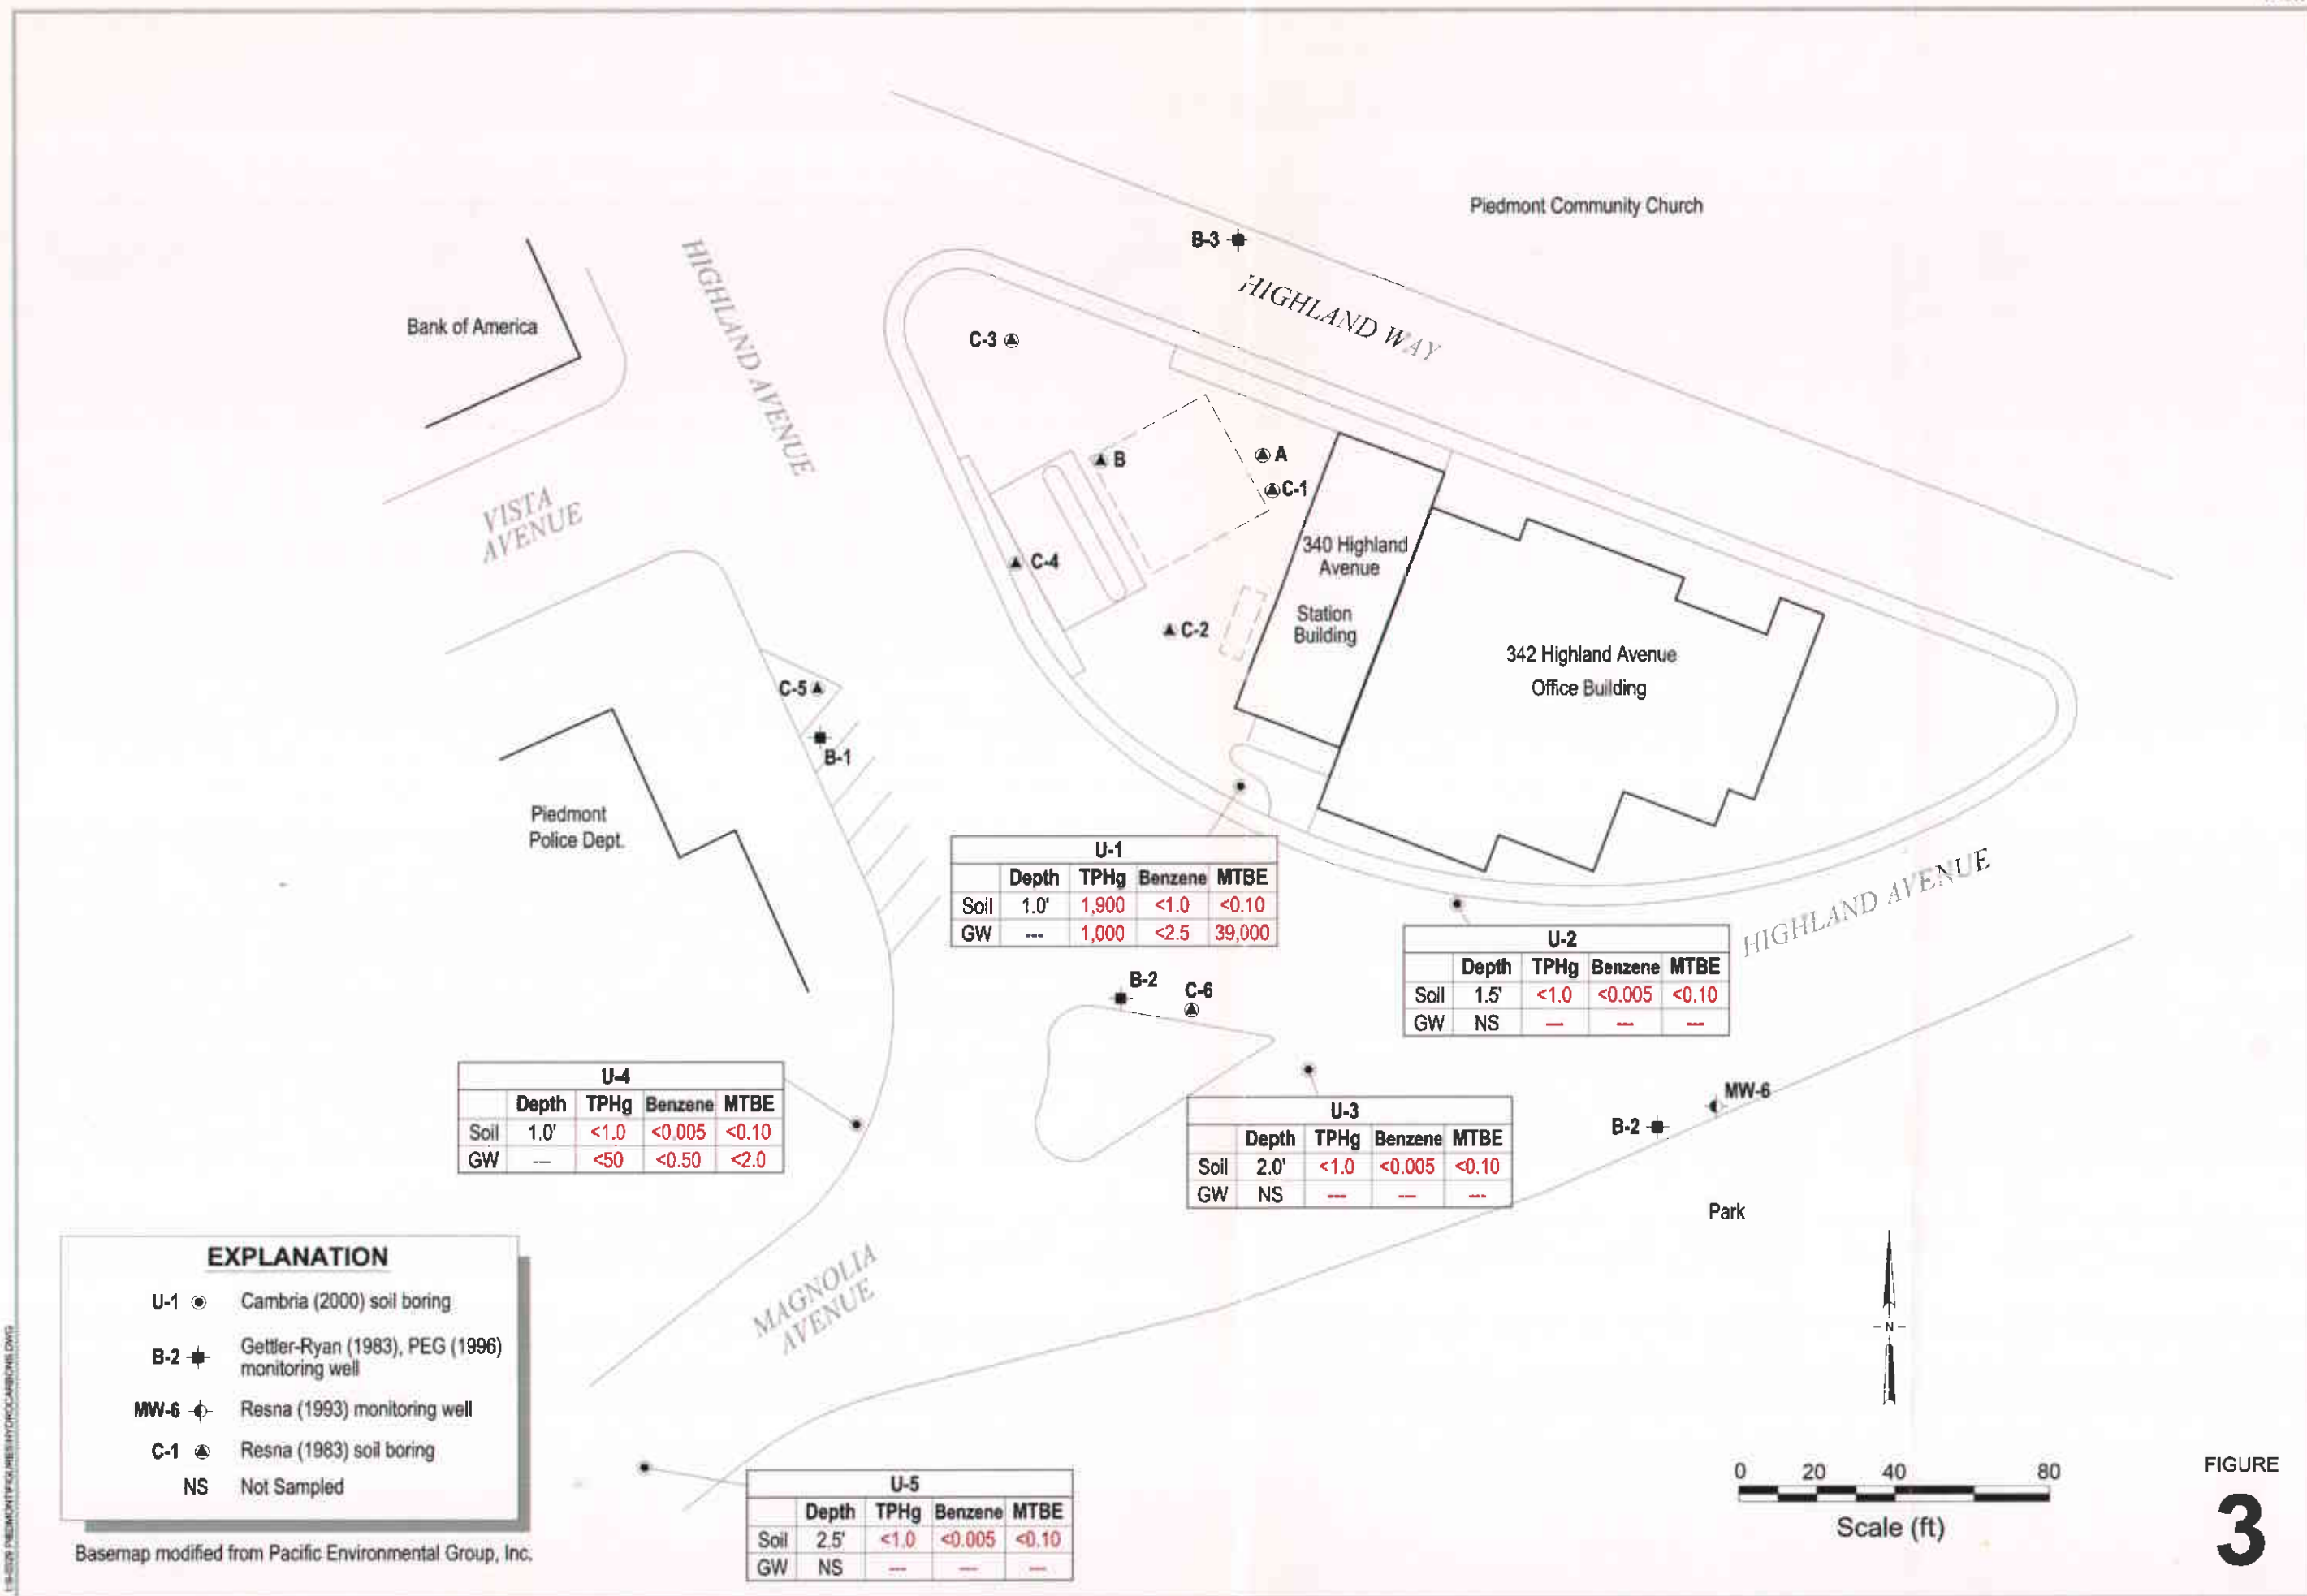 Piedmont Community Church
B-3
HIGHLAND WAY
HIGHLAND AVENUE
Bank of America
C-3
VISTA
AVENUE
B
A
C-1
C-4
C-2
340 Highland
Avenue
Station
Building
342 Highland Avenue
Office Building
C-5
B-1
Piedmont
Police Dept.
U-1
Depth TPHg Benzene MTBE
Soil 1.0' 1,900 <1.0 <0.10
GW --- 1,000 <2.5 39,000
HIGHLAND AVENUE
U-2
Depth TPHg Benzene MTBE
Soil 1.5' <1.0 <0.005 <0.10
GW NS --- --- ---
B-2
C-6
U-4
Depth TPHg Benzene MTBE
Soil 1.0' <1.0 <0.005 <0.10
GW --- <50 <0.50 <2.0
U-3
Depth TPHg Benzene MTBE
Soil 2.0' <1.0 <0.005 <0.10
GW NS --- --- ---
MW-6
B-2
Park
MAGNOLIA
AVENUE
U-5
Depth TPHg Benzene MTBE
Soil 2.5' <1.0 <0.005 <0.10
GW NS --- --- ---
EXPLANATION
U-1 Cambria (2000) soil boring
B-2 Gettler-Ryan (1983), PEG (1996)
monitoring well
MW-6 Resna (1993) monitoring well
C-1 Resna (1983) soil boring
NS Not Sampled
Basemap modified from Pacific Environmental Group, Inc.
- N -
0 20 40 80
Scale (ft)
FIGURE
3